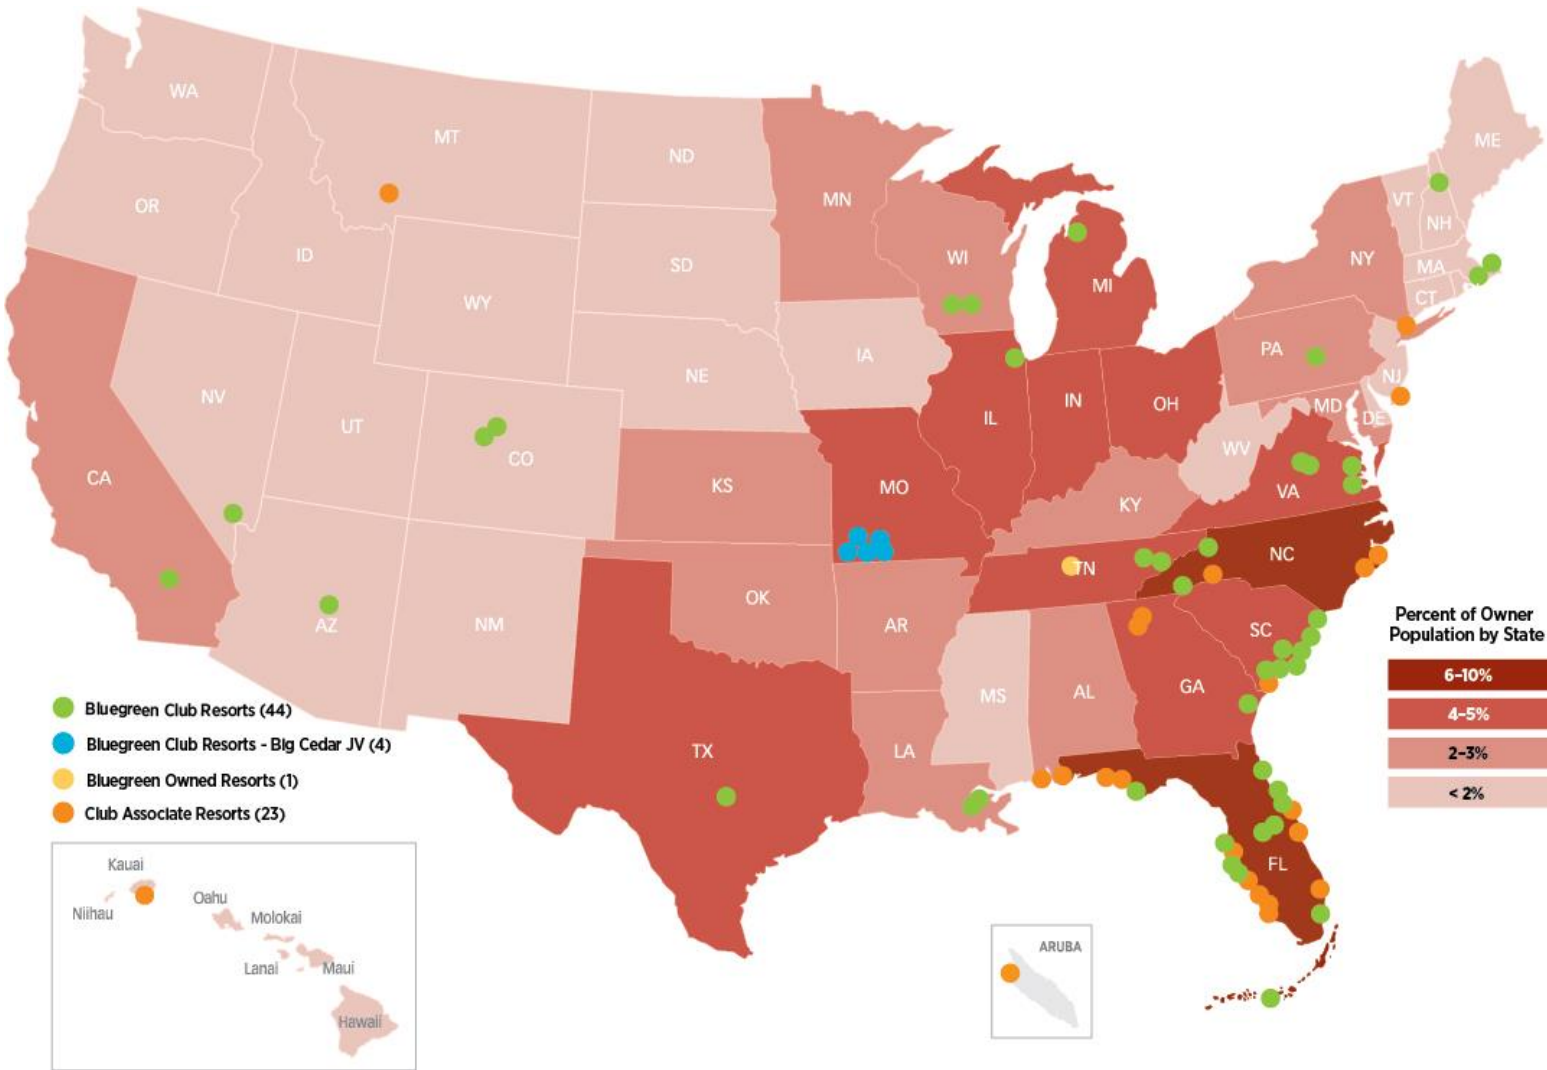 WA
MT
ND
MN
ME
OR
ID
WY
SD
WI
MI
VT
NH
NY
MA
CT
NV
UT
CO
NE
IA
IL
IN
OH
PA
NJ
MD
DE
WV
CA
KS
MO
KY
VA
AZ
NM
OK
AR
TN
NC
SC
TX
LA
MS
AL
GA
FL
Percent of Owner
Population by State
6-10%
4-5%
2-3%
< 2%
Bluegreen Club Resorts (44)
Bluegreen Club Resorts - Big Cedar JV (4)
Bluegreen Owned Resorts (1)
Club Associate Resorts (23)
Kauai
Niihau
Oahu
Molokai
Lanai
Maui
Hawaii
ARUBA